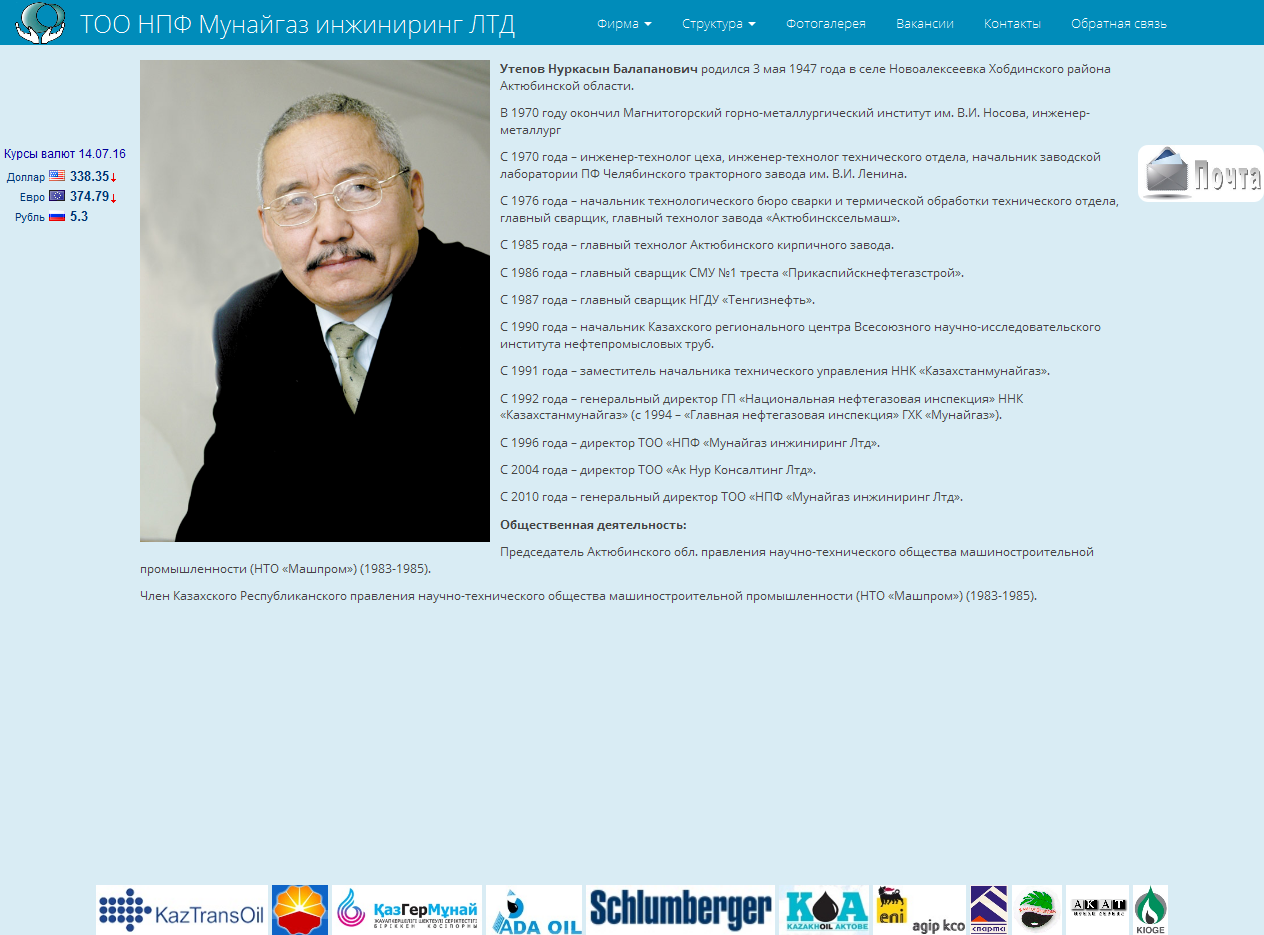 ТОО НПФ Мунайгаз инжиниринг ЛТД
Фирма Структура Фотогалерея Вакансии Контакты Обратная связь
Курсы валют 14.07.16
Доллар 338.35↓
Евро 374.79↓
Рубль 5.3
Утепов Нуркасын Балапанович родился 3 мая 1947 года в селе Новоалексеевка Хобдинского района
Актюбинской области.
В 1970 году окончил Магнитогорский горно-металлургический институт им. В.И. Носова, инженер-
металлург
С 1970 года – инженер-технолог цеха, инженер-технолог технического отдела, начальник заводской
лаборатории ПФ Челябинского тракторного завода им. В.И. Ленина.
С 1976 года – начальник технологического бюро сварки и термической обработки технического отдела,
главный сварщик, главный технолог завода «Актюбинсксельмаш».
С 1985 года – главный технолог Актюбинского кирпичного завода.
С 1986 года – главный сварщик СМУ №1 треста «Прикаспийскнефтегазстрой».
С 1987 года – главный сварщик НГДУ «Тенгизнефть».
С 1990 года – начальник Казахского регионального центра Всесоюзного научно-исследовательского
института нефтепромысловых труб.
С 1991 года – заместитель начальника технического управления ННК «Казахстанмунайгаз».
С 1992 года – генеральный директор ГП «Национальная нефтегазовая инспекция» ННК
«Казахстанмунайгаз» (с 1994 – «Главная нефтегазовая инспекция» ГХК «Мунайгаз»).
С 1996 года – директор ТОО «НПФ «Мунайгаз инжиниринг Лтд».
С 2004 года – директор ТОО «Ак Нур Консалтинг Лтд».
С 2010 года – генеральный директор ТОО «НПФ «Мунайгаз инжиниринг Лтд».
Общественная деятельность:
Председатель Актюбинского обл. правления научно-технического общества машиностроительной
промышленности (НТО «Машпром») (1983-1985).
Член Казахского Республиканского правления научно-технического общества машиностроительной промышленности (НТО «Машпром») (1983-1985).
Почта
KazTransOil
ҚазГерМұнай
ЖАУАПКЕРШІЛІГІ ШЕКТЕУЛІ СЕРІКТЕСТІГІ
БІРІККЕН КӘСІПОРНЫ
ADA OIL
Schlumberger
KOA
KAZAKHOIL AKTOBE
eni
agip kco
спарта
АКАТ
KIOGE